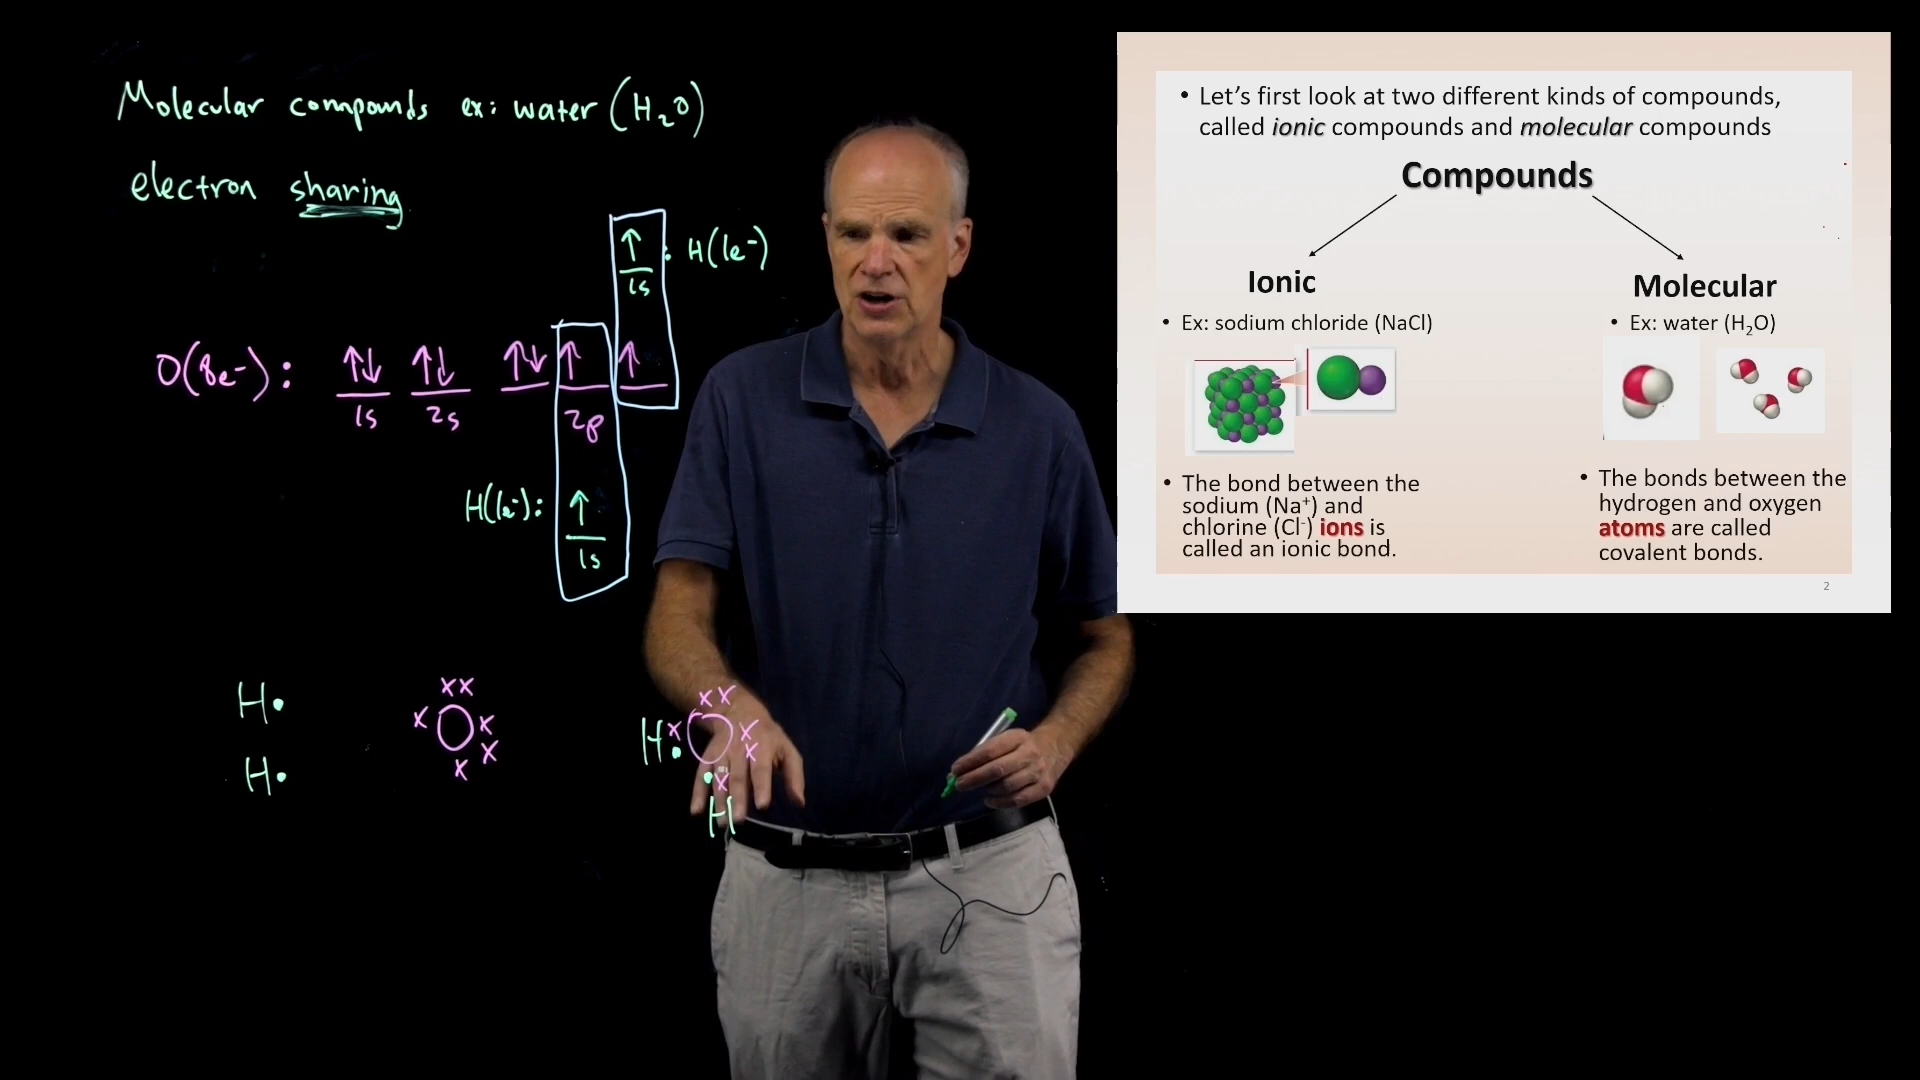 Molecular compounds ex: water (H₂O)
electron sharing
↑ : H(1e⁻)
1s
O(8e⁻): ↑↓ ↑↓ ↑↓ ↑ ↑
1s 2s 2p
H(1e⁻): ↑
1s
H• xx x O x x x
H•
H x • xx O x x • x H
• Let's first look at two different kinds of compounds,
called ionic compounds and molecular compounds
Compounds
Ionic
• Ex: sodium chloride (NaCl)
• The bond between the
sodium (Na⁺) and
chlorine (Cl⁻) ions is
called an ionic bond.
Molecular
• Ex: water (H₂O)
• The bonds between the
hydrogen and oxygen
atoms are called
covalent bonds.
2